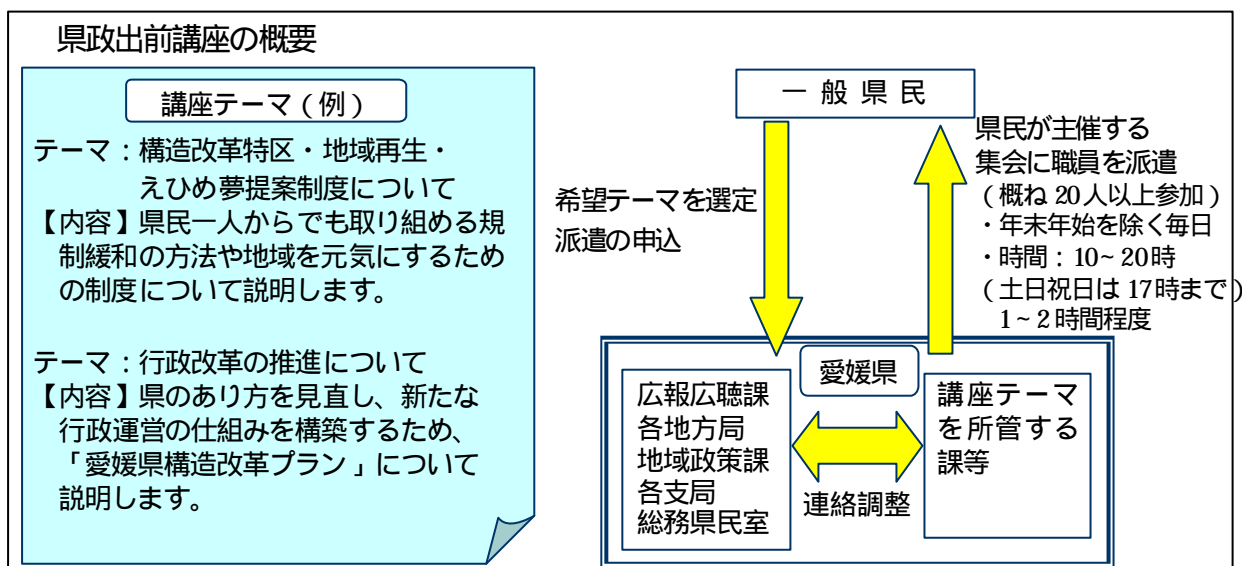 県政出前講座の概要
講座テーマ(例)
テーマ:構造改革特区・地域再生・
えひめ夢提案制度について
【内容】県民一人からでも取り組める規
制緩和の方法や地域を元気にするため
の制度について説明します。
テーマ:行政改革の推進について
【内容】県のあり方を見直し、新たな
行政運営の仕組みを構築するため、
「愛媛県構造改革プラン」について
説明します。
一般県民
希望テーマを選定
派遣の申込
県民が主催する
集会に職員を派遣
(概ね20人以上参加)
・年末年始を除く毎日
・時間:10~20時
(土日祝日は17時まで)
1~2時間程度
愛媛県
広報広聴課
各地方局
地域政策課
各支局
総務県民室
連絡調整
講座テーマ
を所管する
課等